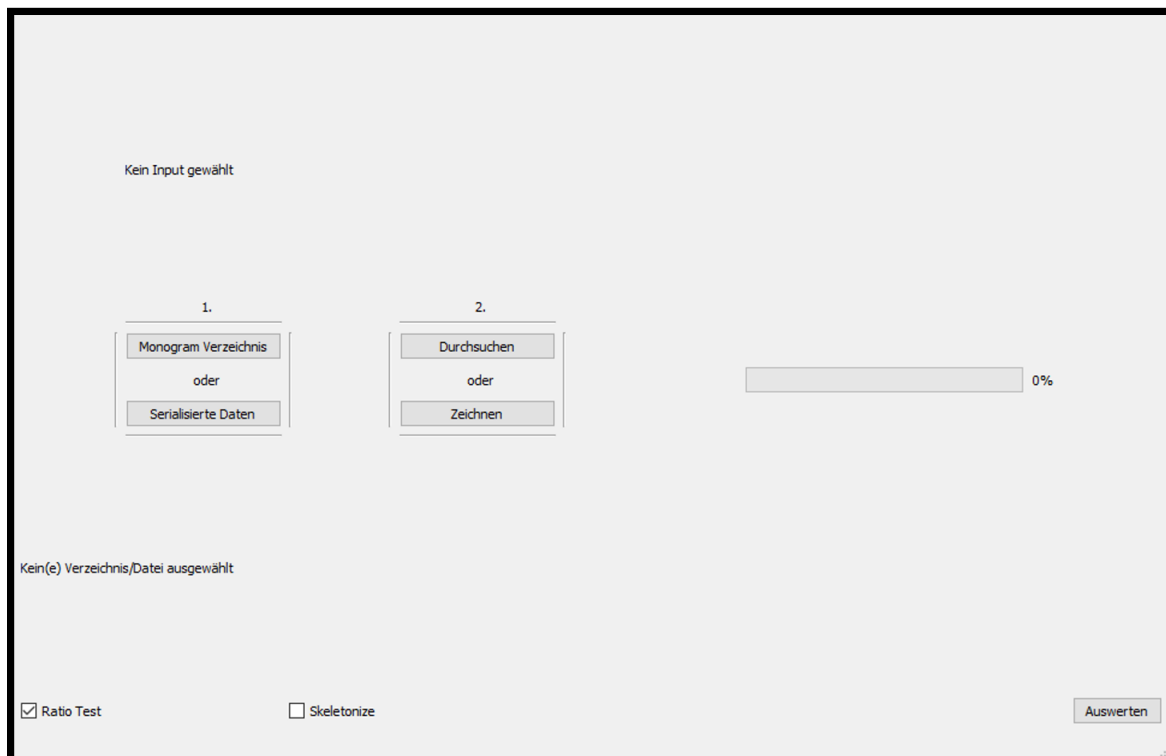 Kein Input gewählt
1.
Monogram Verzeichnis
oder
Serialisierte Daten
2.
Durchsuchen
oder
Zeichnen
0%
Kein(e) Verzeichnis/Datei ausgewählt
Ratio Test
Skeletonize
Auswerten